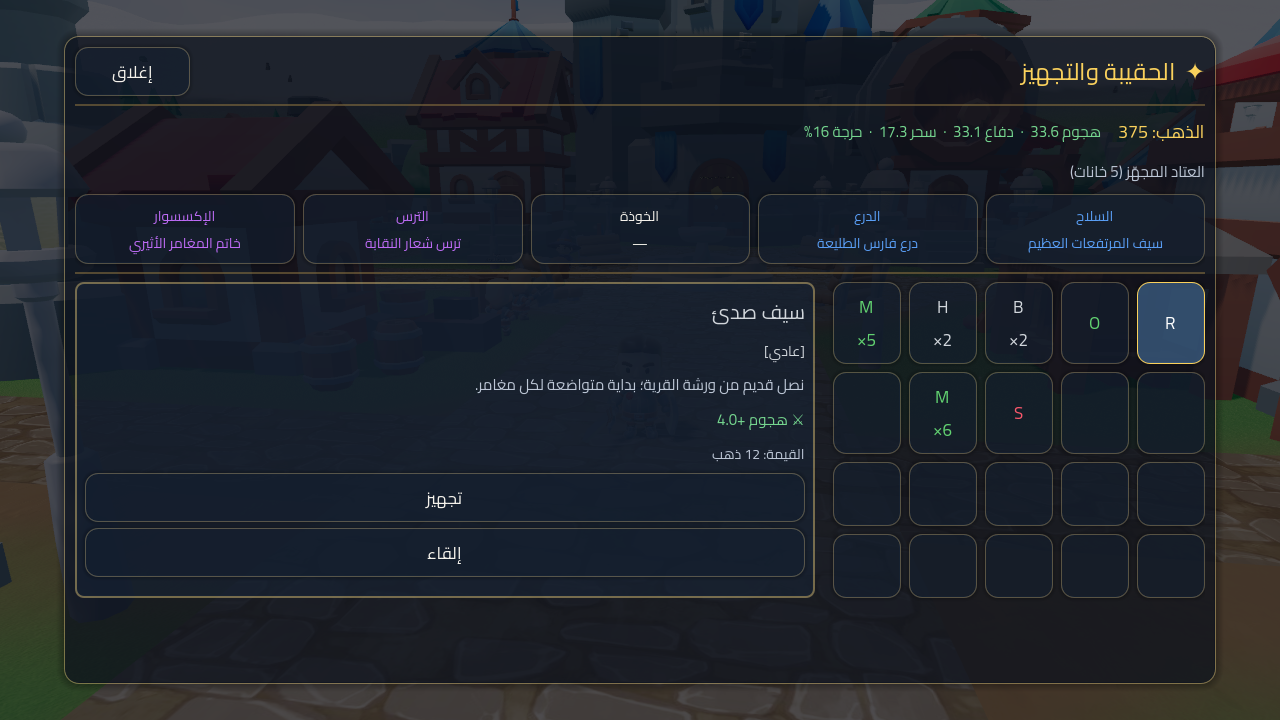 ✦ الحقيبة والتجهيز
إغلاق
الذهب: 375 هجوم 33.6 · دفاع 33.1 · سحر 17.3 · حرجة 16%
العتاد المجهّز (5 خانات)
السلاح
سيف المرتفعات العظيم
الدرع
درع فارس الطليعة
الخوذة
—
الترس
ترس شعار النقابة
الإكسسوار
خاتم المغامر الأثيري
R
O
B
×2
H
×2
M
×5
S
M
×6
سيف صدئ
[عادي]
نصل قديم من ورشة القرية؛ بداية متواضعة لكل مغامر.
⚔ هجوم +4.0
القيمة: 12 ذهب
تجهيز
إلقاء